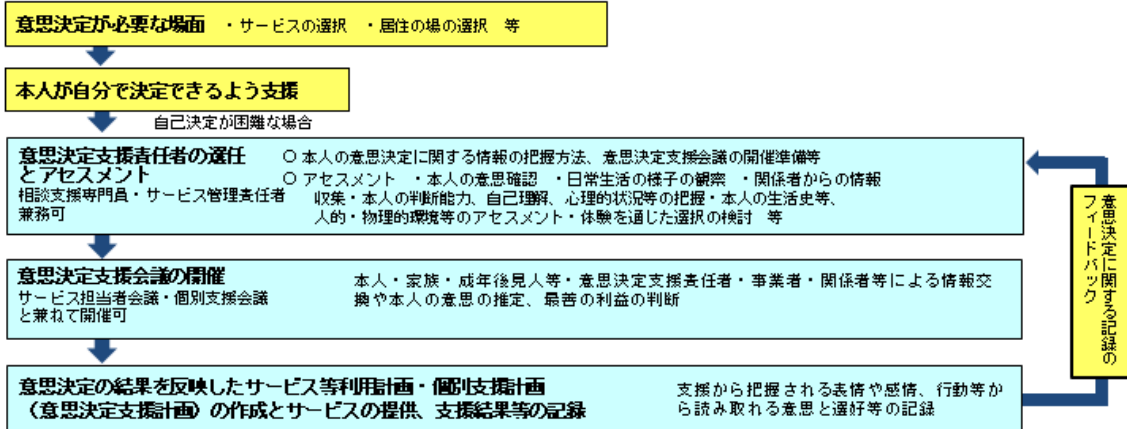 意思決定が必要な場面 ・サービスの選択 ・居住の場の選択 等
本人が自分で決定できるよう支援
自己決定が困難な場合
意思決定支援責任者の選任
とアセスメント
相談支援専門員・サービス管理責任者
兼務可
○ 本人の意思決定に関する情報の把握方法、意思決定支援会議の開催準備等
○ アセスメント ・本人の意思確認 ・日常生活の様子の観察 ・関係者からの情報
収集・本人の判断能力、自己理解、心理的状況等の把握・本人の生活史等、
人的・物理的環境等のアセスメント・体験を通じた選択の検討 等
意思決定支援会議の開催
サービス担当者会議・個別支援会議
と兼ねて開催可
本人・家族・成年後見人等・意思決定支援責任者・事業者・関係者等による情報交
換や本人の意思の推定、最善の利益の判断
意思決定の結果を反映したサービス等利用計画・個別支援計画
（意思決定支援計画）の作成とサービスの提供、支援結果等の記録
支援から把握される表情や感情、行動等か
ら読み取れる意思と選好等の記録
意思決定に関する記録の
フィードバック